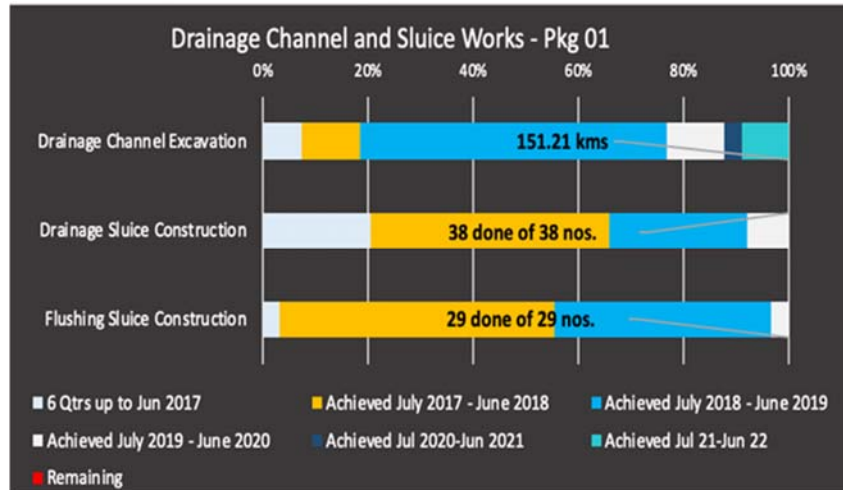 Drainage Channel and Sluice Works - Pkg 01
0% 20% 40% 60% 80% 100%
Drainage Channel Excavation 151.21 kms
Drainage Sluice Construction 38 done of 38 nos.
Flushing Sluice Construction 29 done of 29 nos.
6 Qtrs up to Jun 2017 Achieved July 2017 - June 2018 Achieved July 2018 - June 2019
Achieved July 2019 - June 2020 Achieved Jul 2020-Jun 2021 Achieved Jul 21-Jun 22
Remaining